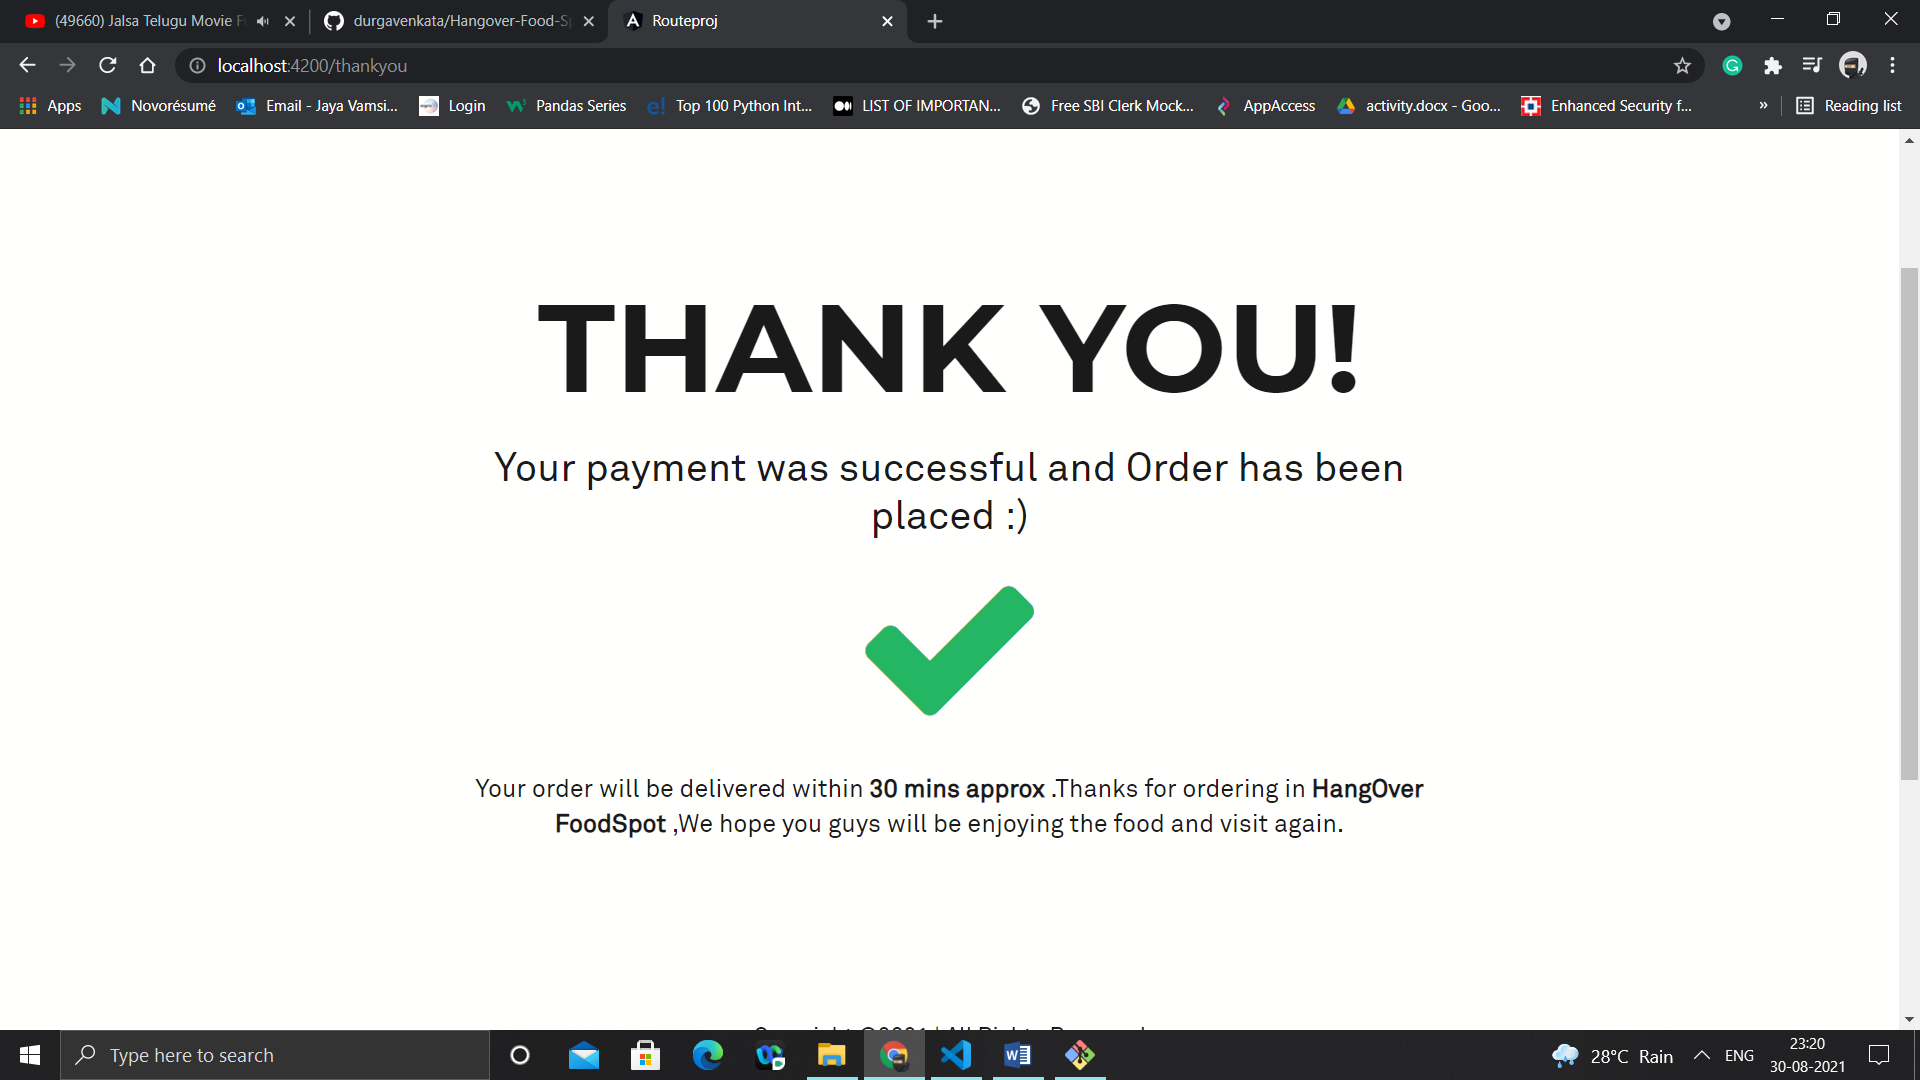 (49660) Jalsa Telugu Movie F
durgavenkata/Hangover-Food-Sp
Routeproj
localhost:4200/thankyou
Apps
Novorésumé
Email - Jaya Vamsi...
Login
Pandas Series
Top 100 Python Int...
LIST OF IMPORTAN...
Free SBI Clerk Mock...
AppAccess
activity.docx - Goo...
Enhanced Security f...
»
Reading list
THANK YOU!
Your payment was successful and Order has been
placed :)
Your order will be delivered within 30 mins approx .Thanks for ordering in HangOver
FoodSpot ,We hope you guys will be enjoying the food and visit again.
Type here to search
28°C Rain
ENG
23:20
30-08-2021